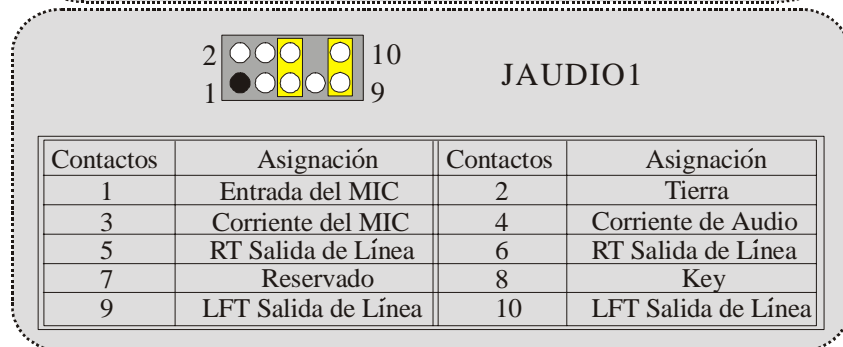 2 10
1 9
JAUDIO1
Contactos Asignación Contactos Asignación
1 Entrada del MIC 2 Tierra
3 Corriente del MIC 4 Corriente de Audio
5 RT Salida de Línea 6 RT Salida de Línea
7 Reservado 8 Key
9 LFT Salida de Línea 10 LFT Salida de Línea